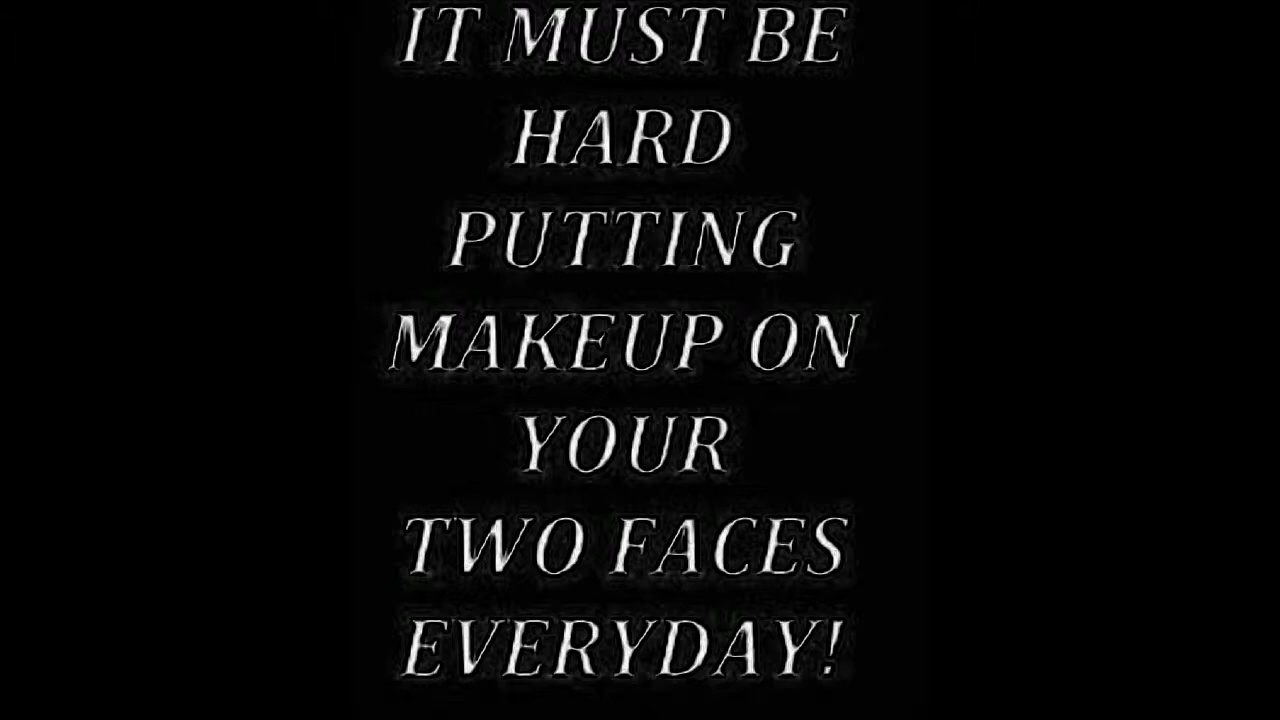 IT MUST BE
HARD
PUTTING
MAKEUP ON
YOUR
TWO FACES
EVERYDAY!